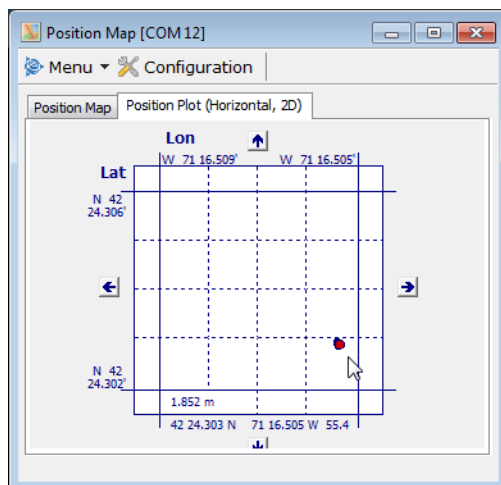 Position Map [COM 12]
Menu Configuration
Position Map Position Plot (Horizontal, 2D)
Lon
W 71 16.509' W 71 16.505'
Lat
N 42
24.306'
N 42
24.302'
1.852 m
42 24.303 N 71 16.505 W 55.4